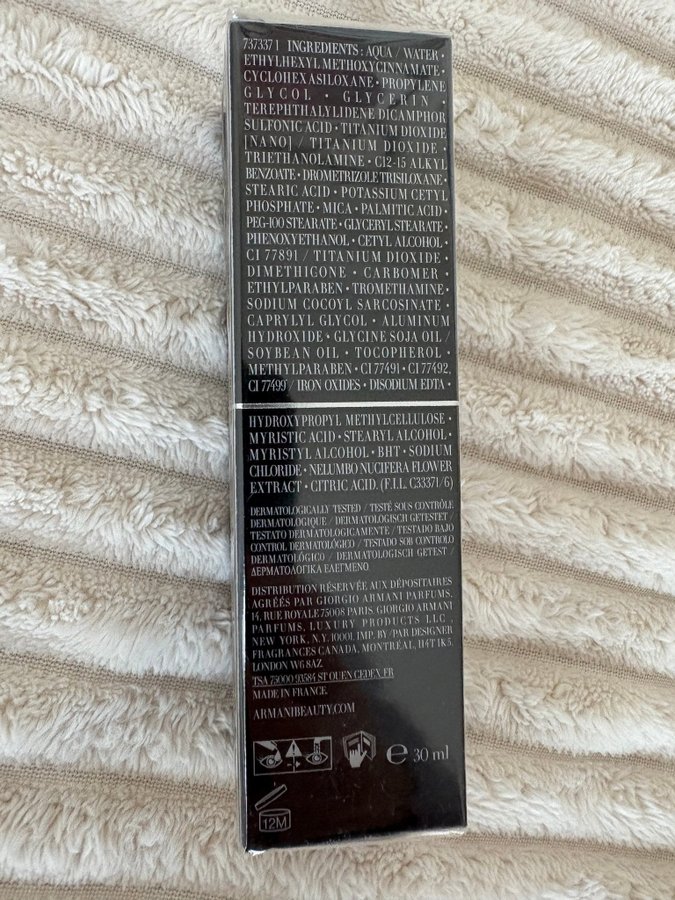 737337 1 INGREDIENTS : AQUA / WATER •
ETHYLHEXYL METHOXYCINNAMATE •
CYCLOHEXASILOXANE • PROPYLENE
GLYCOL • GLYCERIN •
TEREPHTHALYLIDENE DICAMPHOR
SULFONIC ACID • TITANIUM DIOXIDE
[NANO] / TITANIUM DIOXIDE •
TRIETHANOLAMINE • C12-15 ALKYL
BENZOATE • DROMETRIZOLE TRISILOXANE •
STEARIC ACID • POTASSIUM CETYL
PHOSPHATE • MICA • PALMITIC ACID •
PEG-100 STEARATE • GLYCERYL STEARATE •
PHENOXYETHANOL • CETYL ALCOHOL •
CI 77891 / TITANIUM DIOXIDE •
DIMETHICONE • CARBOMER •
ETHYLPARABEN • TROMETHAMINE •
SODIUM COCOYL SARCOSINATE •
CAPRYLYL GLYCOL • ALUMINUM
HYDROXIDE • GLYCINE SOJA OIL /
SOYBEAN OIL • TOCOPHEROL •
METHYLPARABEN • CI 77491 • CI 77492,
CI 77499 / IRON OXIDES • DISODIUM EDTA •
HYDROXYPROPYL METHYLCELLULOSE •
MYRISTIC ACID • STEARYL ALCOHOL •
MYRISTYL ALCOHOL • BHT • SODIUM
CHLORIDE • NELUMBO NUCIFERA FLOWER
EXTRACT • CITRIC ACID. (F.I.L. C33371/6)
DERMATOLOGICALLY TESTED / TESTÉ SOUS CONTRÔLE
DERMATOLOGIQUE / DERMATOLOGISCH GETESTET /
TESTATO DERMATOLOGICAMENTE / TESTADO BAJO
CONTROL DERMATOLÓGICO / TESTADO SOB CONTROLO
DERMATOLÓGICO / DERMATOLOGISCH GETEST /
ΔΕΡΜΑΤΟΛΟΓΙΚΑ ΕΛΕΓΜΕΝΟ
DISTRIBUTION RÉSERVÉE AUX DÉPOSITAIRES
AGRÉÉS PAR GIORGIO ARMANI PARFUMS,
14, RUE ROYALE 75008 PARIS. GIORGIO ARMANI
PARFUMS, LUXURY PRODUCTS LLC,
NEW YORK, N.Y. 10001. IMP. BY/PAR DESIGNER
FRAGRANCES CANADA, MONTRÉAL, H4T 1K5.
LONDON W6 8AZ
TSA 75000 93584 ST OUEN CEDEX.FR
MADE IN FRANCE
ARMANIBEAUTY.COM
e 30 ml
12M